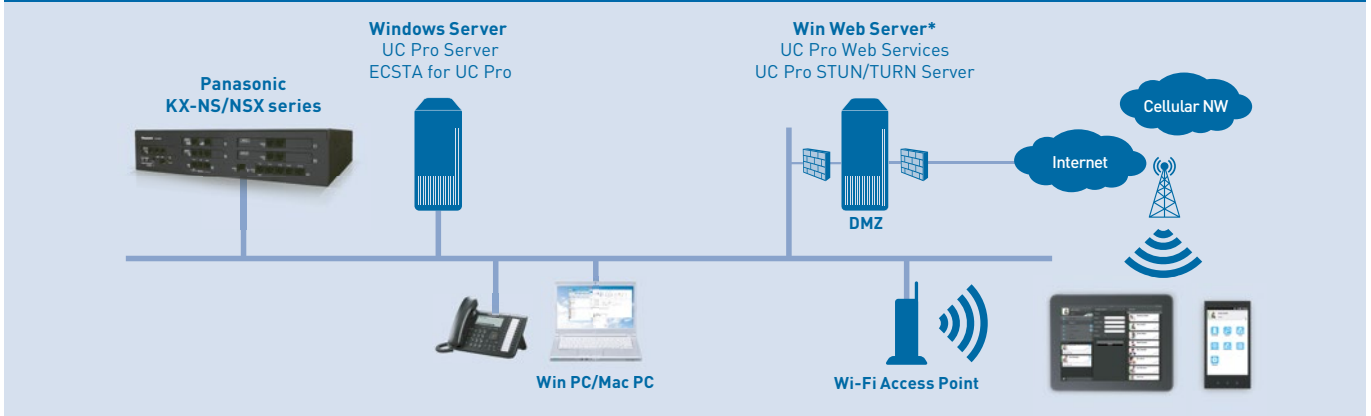 Windows Server
UC Pro Server
ECSTA for UC Pro
Win Web Server*
UC Pro Web Services
UC Pro STUN/TURN Server
Panasonic
KX-NS/NSX series
Cellular NW
Internet
DMZ
Win PC/Mac PC
Wi-Fi Access Point